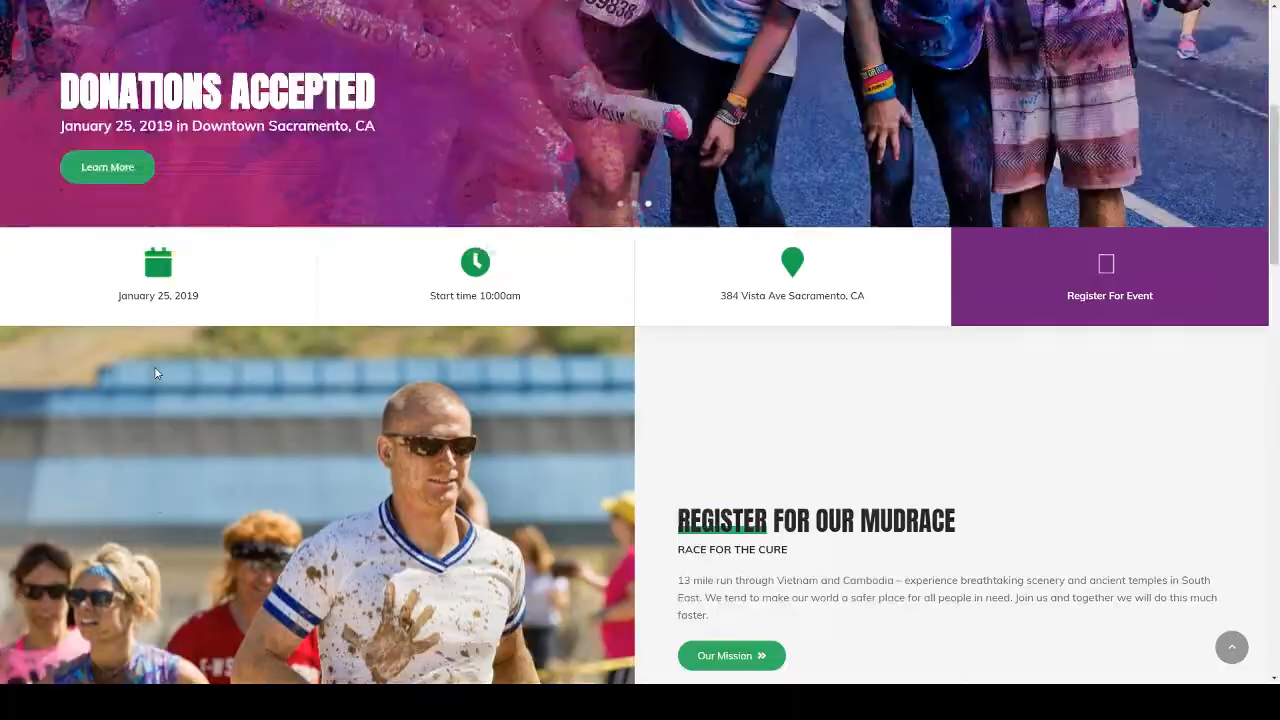 39838
DONATIONS ACCEPTED
January 25, 2019 in Downtown Sacramento, CA
Learn More
January 25, 2019
Start time 10:00am
384 Vista Ave Sacramento, CA
Register For Event
REGISTER FOR OUR MUDRACE
RACE FOR THE CURE
13 mile run through Vietnam and Cambodia – experience breathtaking scenery and ancient temples in South
East. We tend to make our world a safer place for all people in need. Join us and together we will do this much
faster.
Our Mission